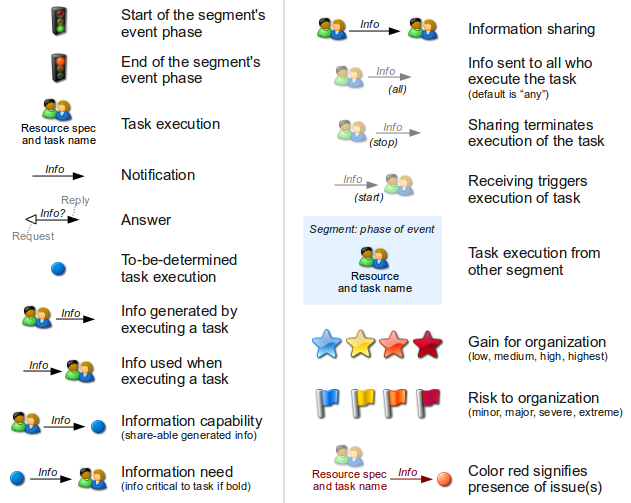 Start of the segment's
event phase
End of the segment's
event phase
Resource spec
and task name
Task execution
Info
Notification
Reply
Info?
Request
Answer
To-be-determined
task execution
Info
Info generated by
executing a task
Info
Info used when
executing a task
Info
Information capability
(share-able generated info)
Info
Information need
(info critical to task if bold)
Info
Information sharing
Info
(all)
Info sent to all who
execute the task
(default is “any”)
Info
(stop)
Sharing terminates
execution of the task
Info
(start)
Receiving triggers
execution of task
Segment: phase of event
Resource
and task name
Task execution from
other segment
Gain for organization
(low, medium, high, highest)
Risk to organization
(minor, major, severe, extreme)
Resource spec
and task name
Info
Color red signifies
presence of issue(s)